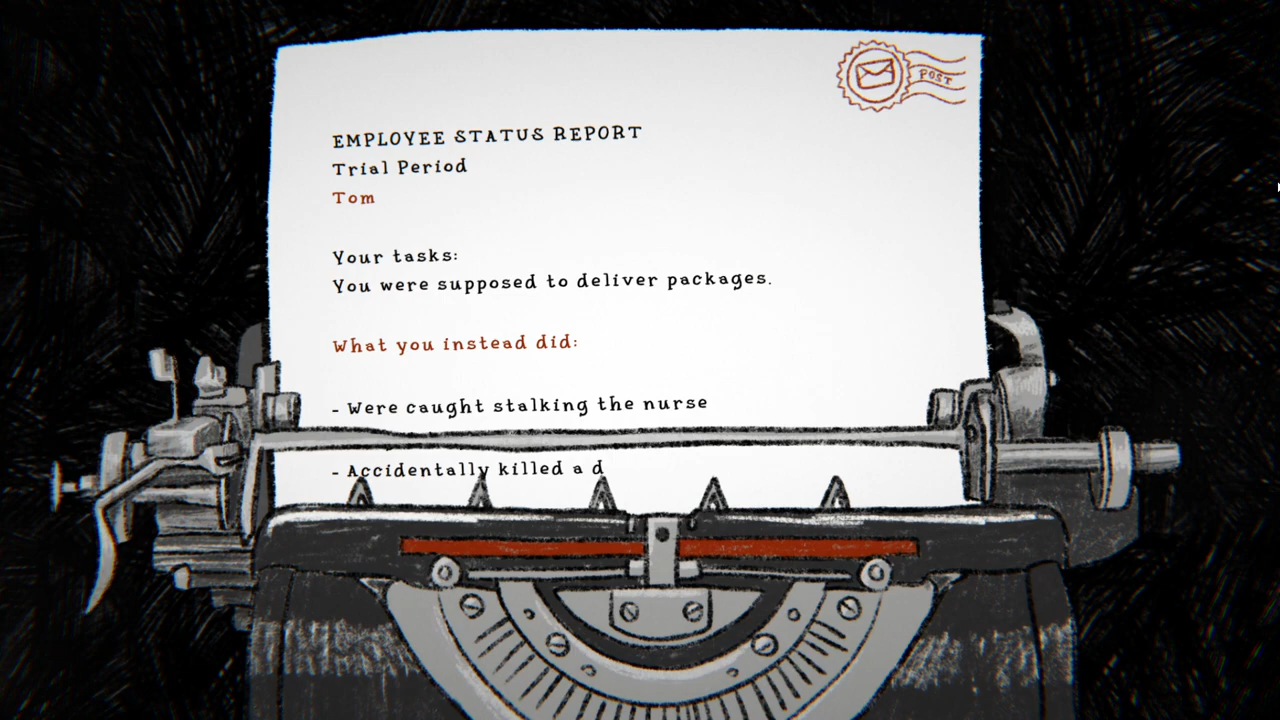 POST
EMPLOYEE STATUS REPORT
Trial Period
Tom
Your tasks:
You were supposed to deliver packages.
What you instead did:
- Were caught stalking the nurse
- Accidentally killed a d